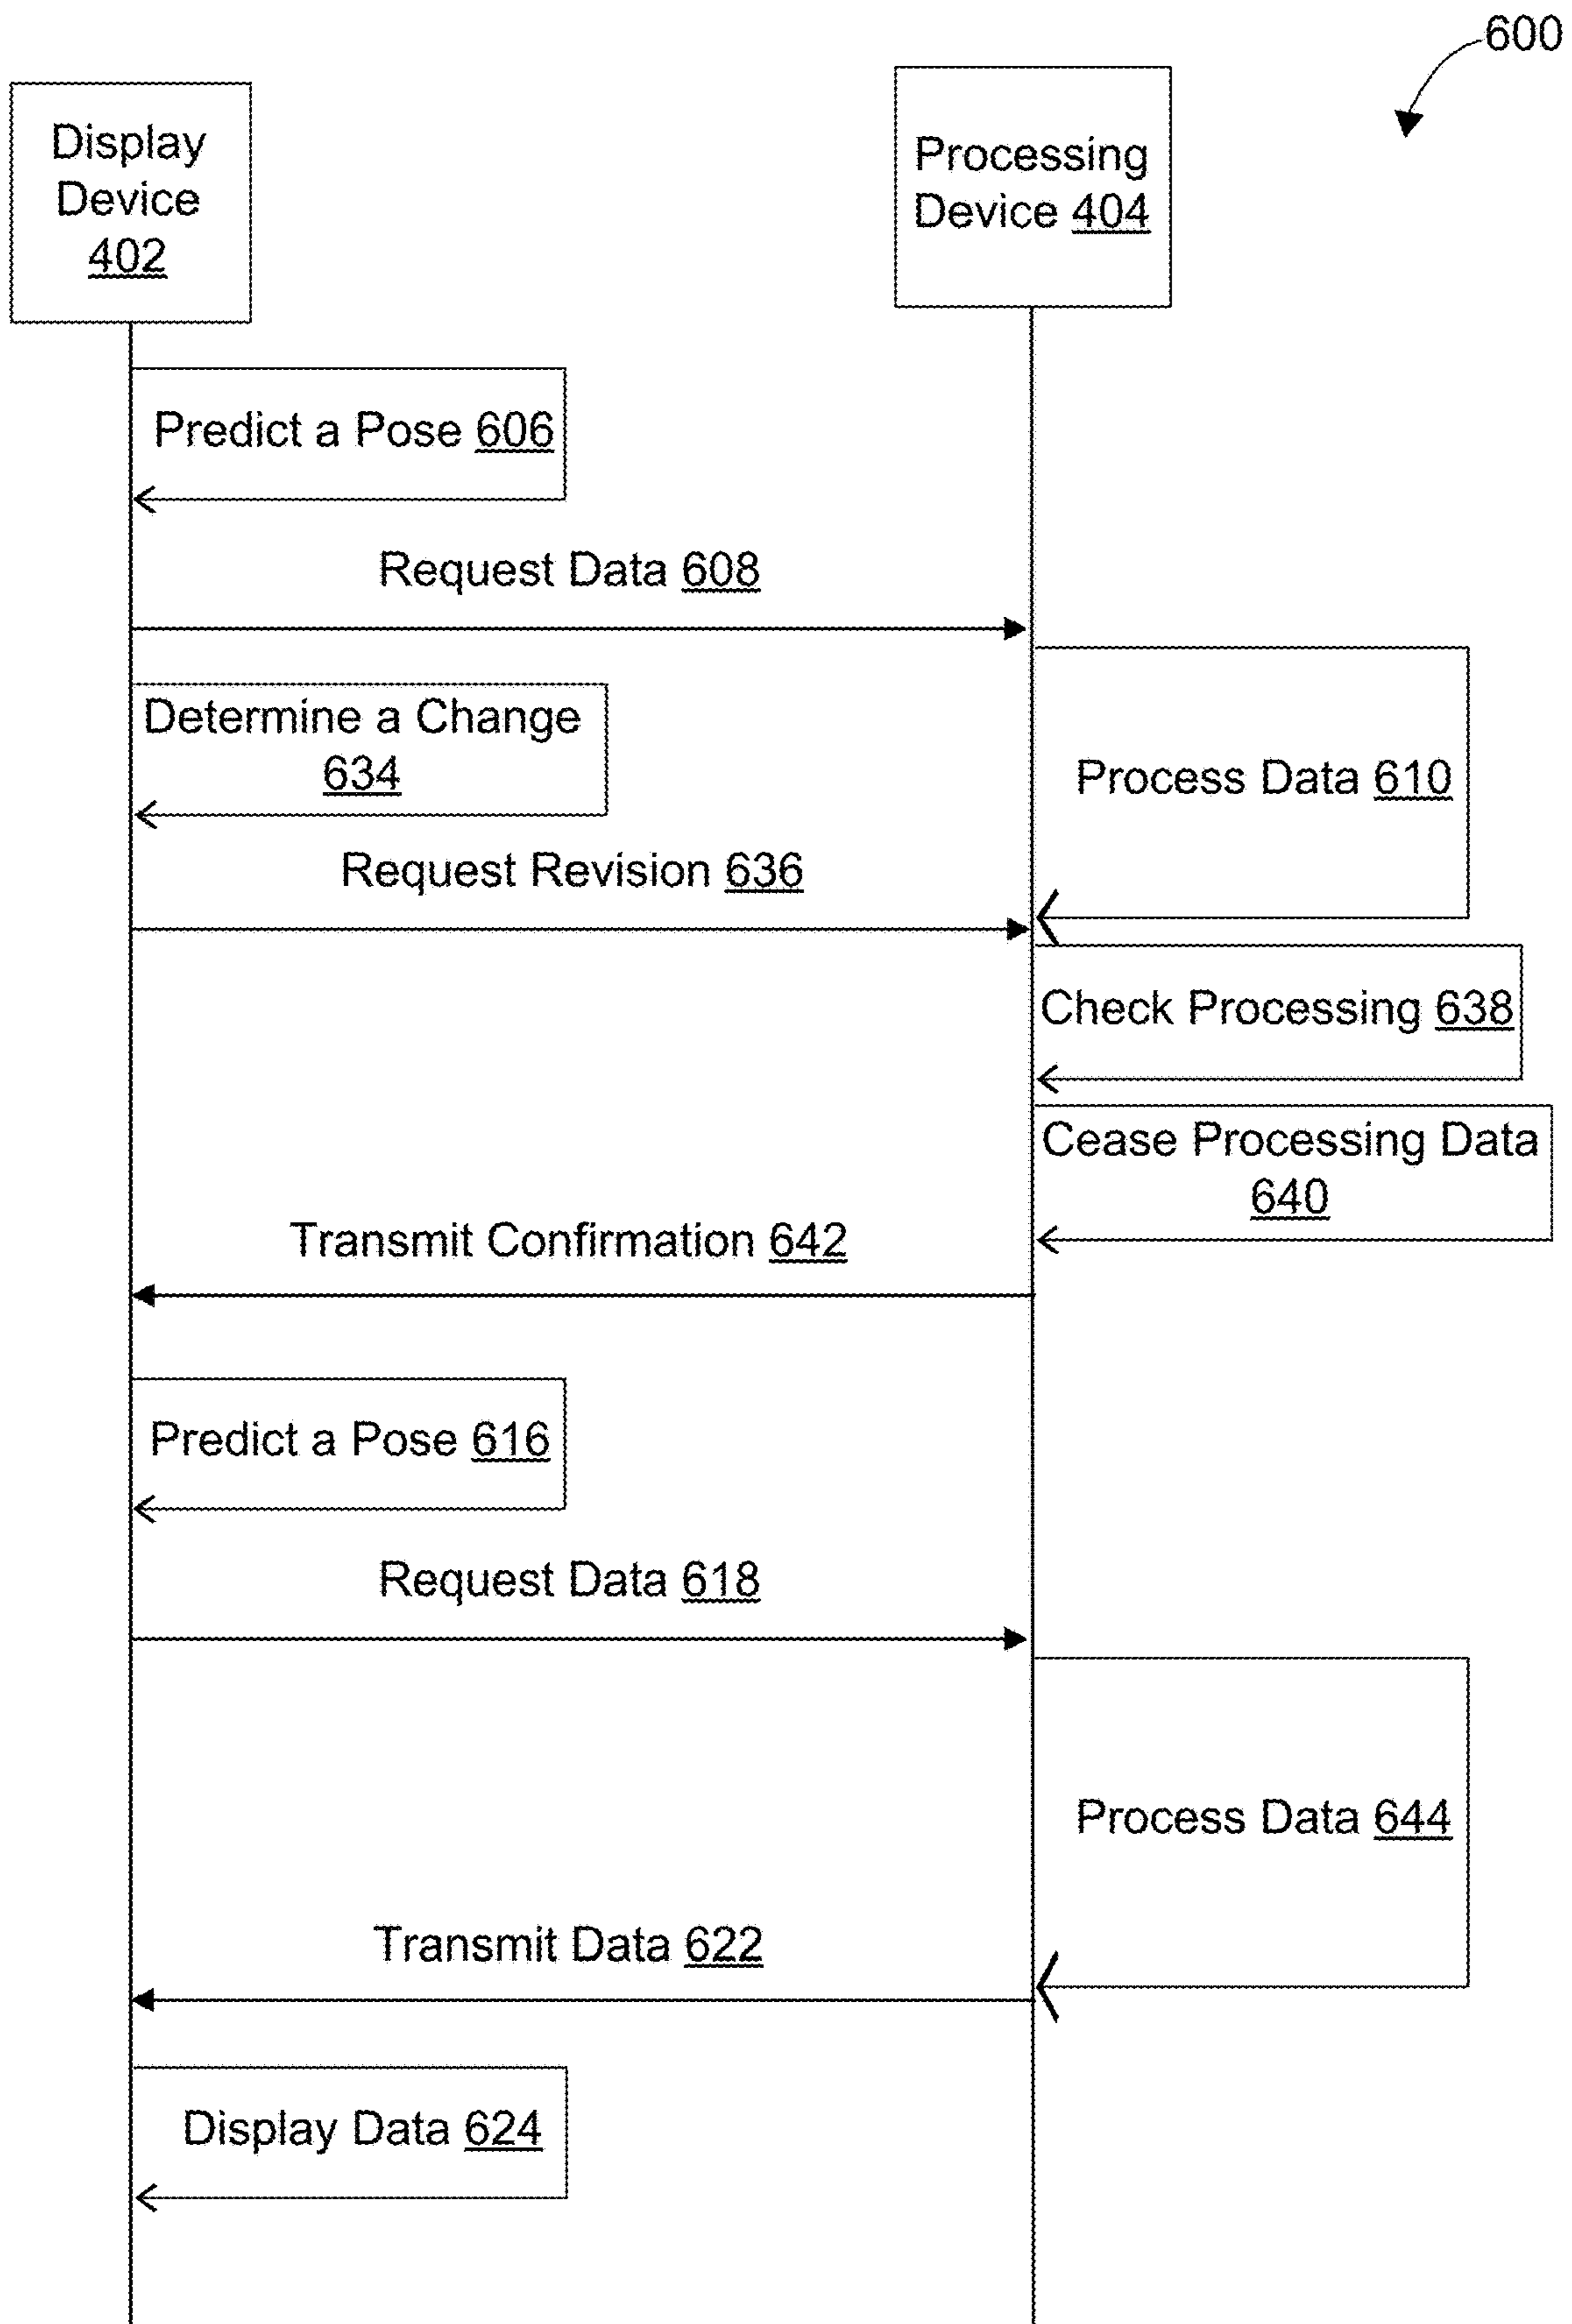 600
Display
Device
402
Processing
Device 404
Predict a Pose 606
Request Data 608
Determine a Change
634
Process Data 610
Request Revision 636
Check Processing 638
Cease Processing Data
640
Transmit Confirmation 642
Predict a Pose 616
Request Data 618
Process Data 644
Transmit Data 622
Display Data 624